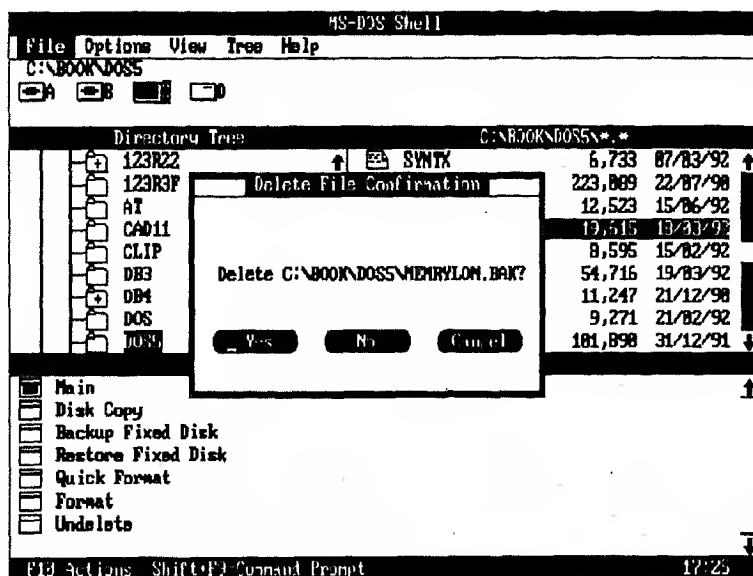 MS-DOS Shell
File Options View Tree Help
C:\BOOK\DOS5
A B D
Directory Tree C:\BOOK\DOS5\*.*
123R22 SYNTX 6,733 07/03/92
123R3F 223,089 22/07/90
AT 12,523 15/06/92
CAD11 19,615
CLIP 8,595 15/02/92
DB3 54,716 19/03/92
DB4 11,247 21/12/90
DOS 9,271 21/02/92
DOS5 101,890 31/12/91
Delete File Confirmation
Delete C:\BOOK\DOS5\MEMRYLOM.BAK?
Yes No Cancel
Main
Disk Copy
Backup Fixed Disk
Restore Fixed Disk
Quick Format
Format
Undelete
F10=Actions Shift+F9=Command Prompt 17:25